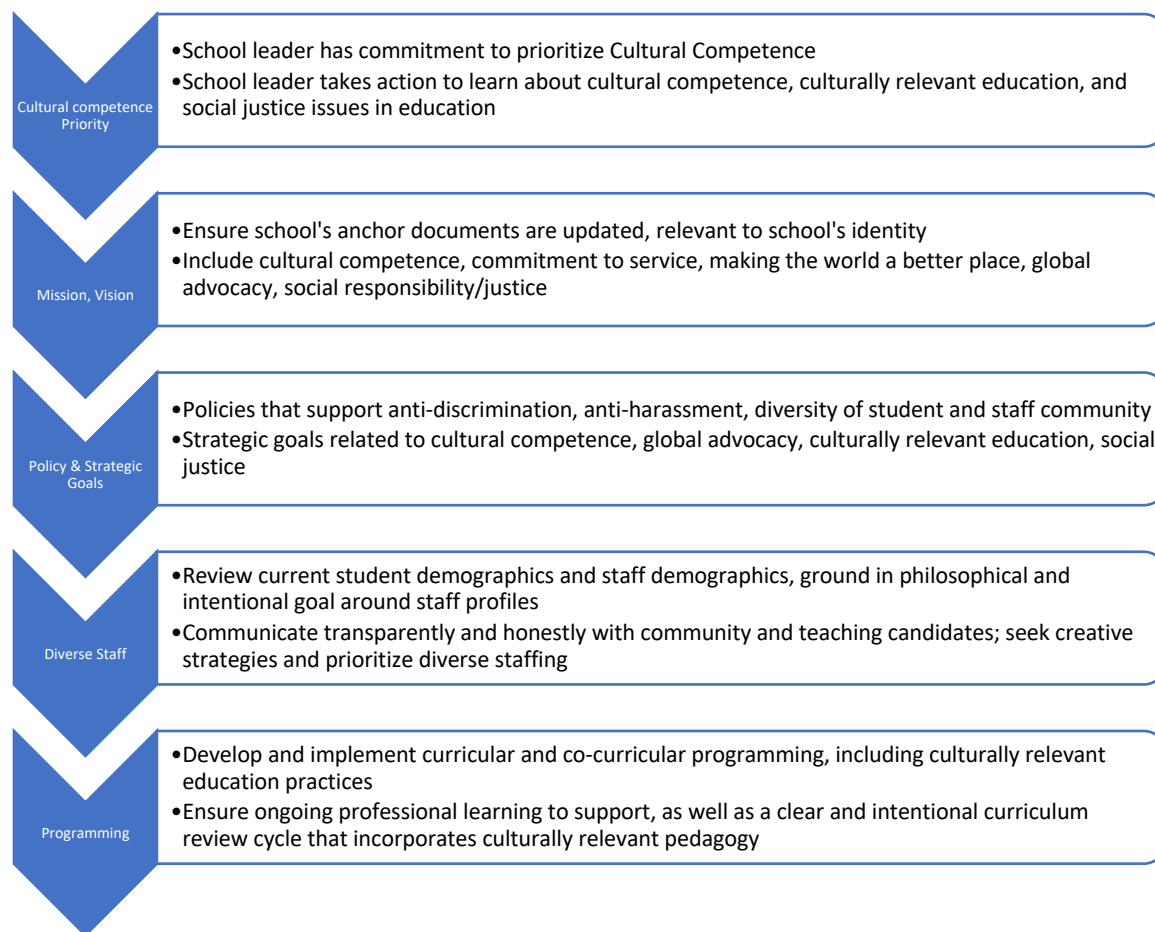 Cultural competence
Priority
•School leader has commitment to prioritize Cultural Competence
•School leader takes action to learn about cultural competence, culturally relevant education, and
social justice issues in education
Mission, Vision
•Ensure school's anchor documents are updated, relevant to school's identity
•Include cultural competence, commitment to service, making the world a better place, global
advocacy, social responsibility/justice
Policy & Strategic
Goals
•Policies that support anti-discrimination, anti-harassment, diversity of student and staff community
•Strategic goals related to cultural competence, global advocacy, culturally relevant education, social
justice
Diverse Staff
•Review current student demographics and staff demographics, ground in philosophical and
intentional goal around staff profiles
•Communicate transparently and honestly with community and teaching candidates; seek creative
strategies and prioritize diverse staffing
Programming
•Develop and implement curricular and co-curricular programming, including culturally relevant
education practices
•Ensure ongoing professional learning to support, as well as a clear and intentional curriculum
review cycle that incorporates culturally relevant pedagogy